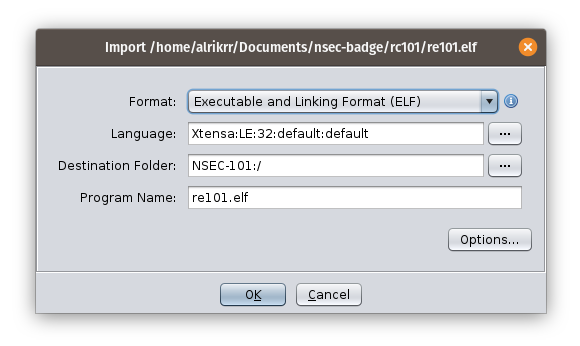 Import /home/alrikrr/Documents/nsec-badge/rc101/re101.elf
Format: Executable and Linking Format (ELF)
Language: Xtensa:LE:32:default:default ...
Destination Folder: NSEC-101:/ ...
Program Name: re101.elf
Options...
OK Cancel